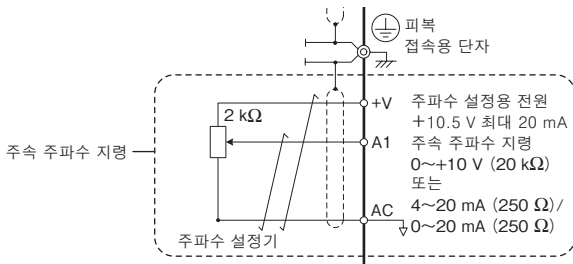 피복
접속용 단자
+V
주파수 설정용 전원
+10.5 V 최대 20 mA
2 kΩ
주속 주파수 지령
A1
주속 주파수 지령
0~+10 V (20 kΩ)
또는
4~20 mA (250 Ω)/
0~20 mA (250 Ω)
AC
주파수 설정기